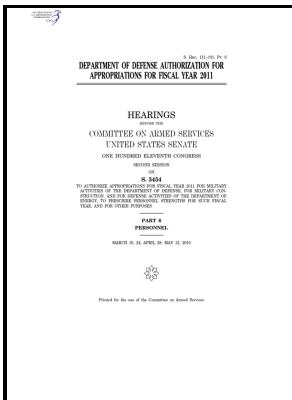 S. Hrg. 111–701, Pt. 6
DEPARTMENT OF DEFENSE AUTHORIZATION FOR
APPROPRIATIONS FOR FISCAL YEAR 2011
HEARINGS
BEFORE THE
COMMITTEE ON ARMED SERVICES
UNITED STATES SENATE
ONE HUNDRED ELEVENTH CONGRESS
SECOND SESSION
ON
S. 3454
TO AUTHORIZE APPROPRIATIONS FOR FISCAL YEAR 2011 FOR MILITARY
ACTIVITIES OF THE DEPARTMENT OF DEFENSE, FOR MILITARY CON-
STRUCTION, AND FOR DEFENSE ACTIVITIES OF THE DEPARTMENT OF
ENERGY, TO PRESCRIBE PERSONNEL STRENGTHS FOR SUCH FISCAL
YEAR, AND FOR OTHER PURPOSES
PART 6
PERSONNEL
MARCH 10, 24; APRIL 28; MAY 12, 2010
Printed for the use of the Committee on Armed Services